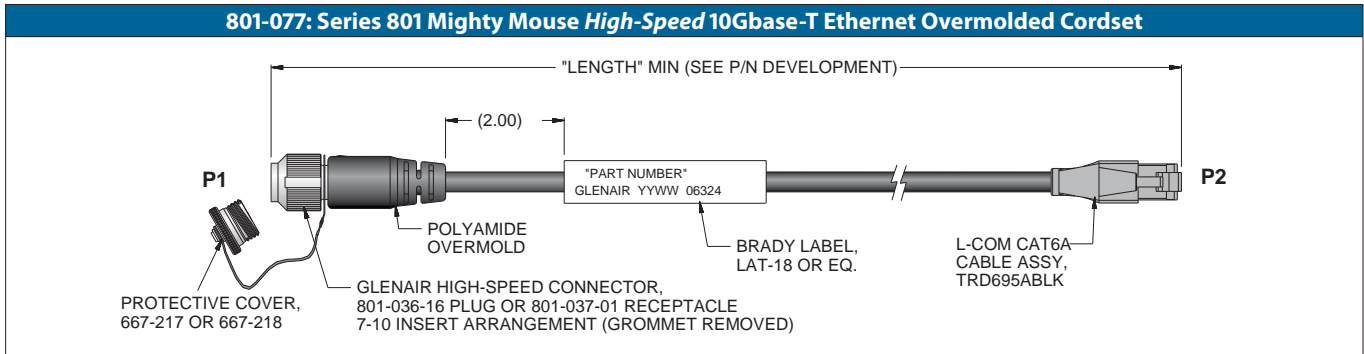 801-077: Series 801 Mighty Mouse High-Speed 10Gbase-T Ethernet Overmolded Cordset
"LENGTH" MIN (SEE P/N DEVELOPMENT)
(2.00)
P1
"PART NUMBER"
GLENAIR YYWW 06324
P2
POLYAMIDE
OVERMOLD
BRADY LABEL,
LAT-18 OR EQ.
L-COM CAT6A
CABLE ASSY,
TRD695ABLK
PROTECTIVE COVER,
667-217 OR 667-218
GLENAIR HIGH-SPEED CONNECTOR,
801-036-16 PLUG OR 801-037-01 RECEPTACLE
7-10 INSERT ARRANGEMENT (GROMMET REMOVED)